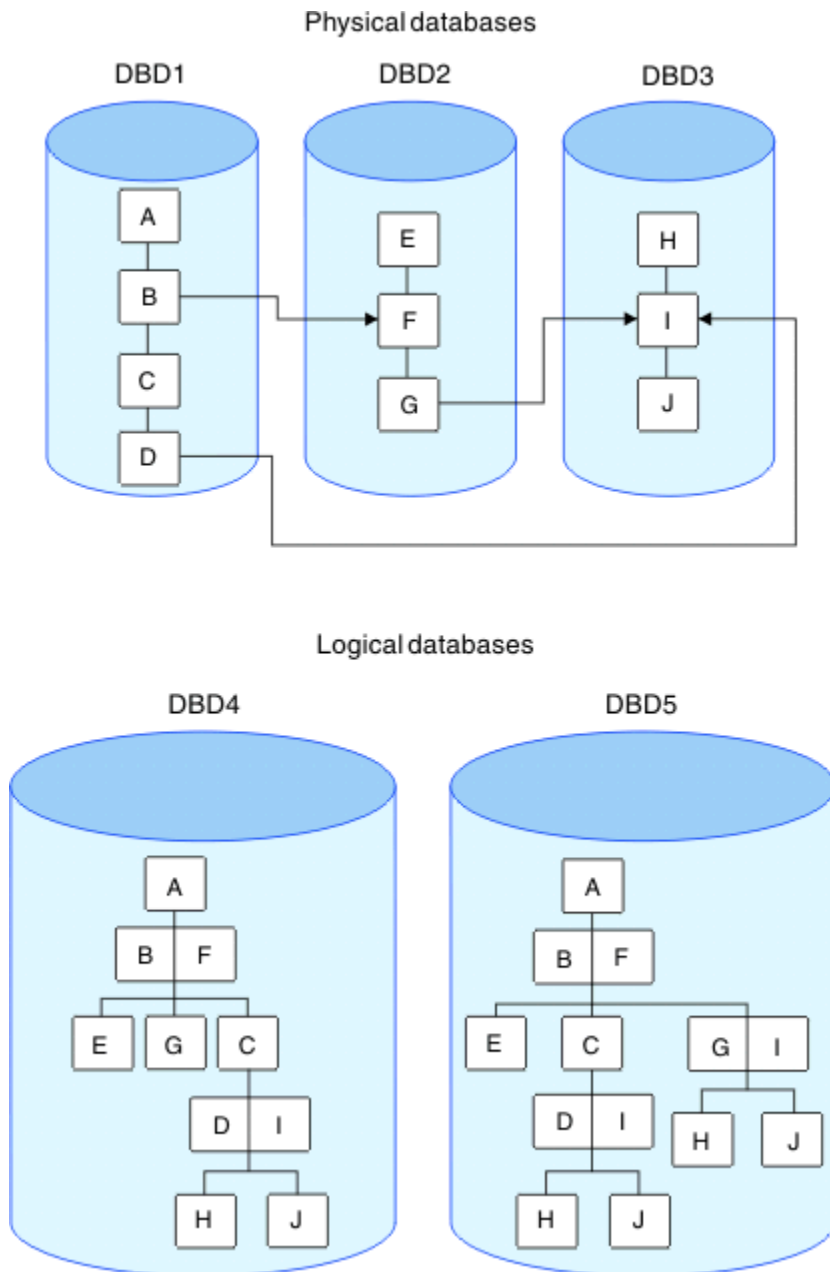 Physical databases
DBD1 DBD2 DBD3
A
E H
B
F I
C
G J
D
Logical databases
DBD4 DBD5
A A
B F B F
E G C E C G I
D I D I H J
H J H J